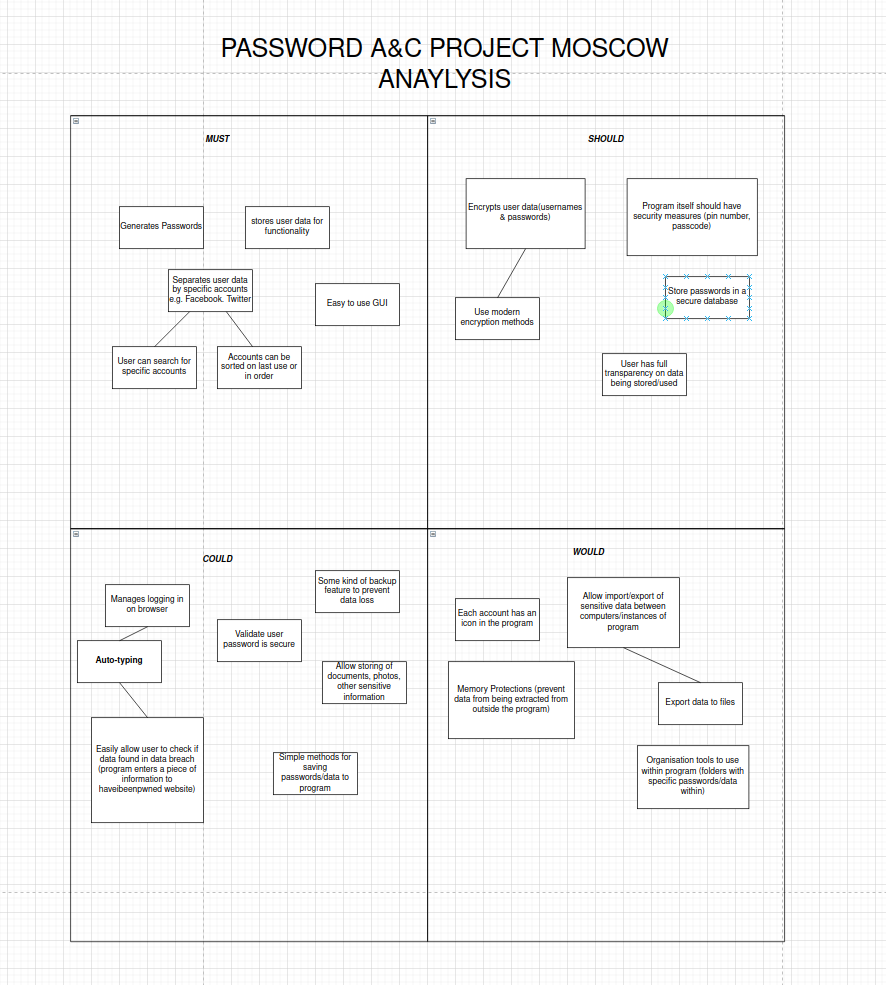 PASSWORD A&C PROJECT MOSCOW
ANAYLYSIS
MUST
Generates Passwords
stores user data for
functionality
Separates user data
by specific accounts
e.g. Facebook. Twitter
Easy to use GUI
User can search for
specific accounts
Accounts can be
sorted on last use or
in order
SHOULD
Encrypts user data(usernames
& passwords)
Program itself should have
security measures (pin number,
passcode)
Store passwords in a
secure database
Use modern
encryption methods
User has full
transparency on data
being stored/used
COULD
Some kind of backup
feature to prevent
data loss
Manages logging in
on browser
Validate user
password is secure
Auto-typing
Allow storing of
documents, photos,
other sensitive
information
Easily allow user to check if
data found in data breach
(program enters a piece of
information to
haveibeenpwned website)
Simple methods for
saving
passwords/data to
program
WOULD
Each account has an
icon in the program
Allow import/export of
sensitive data between
computers/instances of
program
Memory Protections (prevent
data from being extracted from
outside the program)
Export data to files
Organisation tools to use
within program (folders with
specific passwords/data
within)